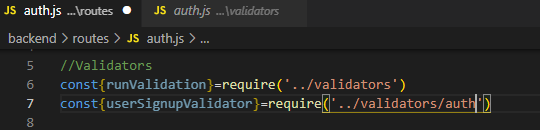 JS auth.js ...\routes ● JS auth.js ...\validators
backend > routes > JS auth.js > ...
5
6 //Validators
6 const{runValidation}=require('../validators')
7 const{userSignupValidator}=require('../validators/auth')
8